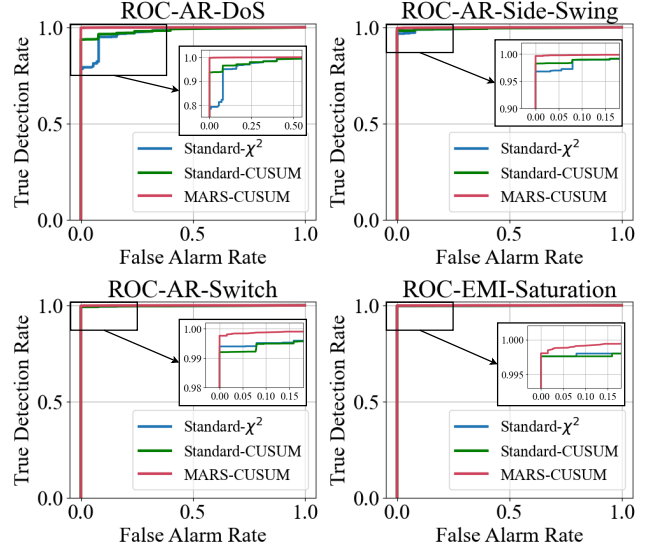 ROC-AR-DoS
True Detection Rate
1.0
0.5
0.0
1.0
0.9
0.8
0.00
0.25
0.50
Standard-χ²
Standard-CUSUM
MARS-CUSUM
0.0
0.5
1.0
False Alarm Rate
ROC-AR-Side-Swing
True Detection Rate
1.0
0.5
0.0
1.00
0.95
0.90
0.00
0.05
0.10
0.15
Standard-χ²
Standard-CUSUM
MARS-CUSUM
0.0
0.5
1.0
False Alarm Rate
ROC-AR-Switch
True Detection Rate
1.0
0.5
0.0
1.00
0.99
0.98
0.00
0.05
0.10
0.15
Standard-χ²
Standard-CUSUM
MARS-CUSUM
0.0
0.5
1.0
False Alarm Rate
ROC-EMI-Saturation
True Detection Rate
1.0
0.5
0.0
1.000
0.995
0.00
0.05
0.10
0.15
Standard-χ²
Standard-CUSUM
MARS-CUSUM
0.0
0.5
1.0
False Alarm Rate